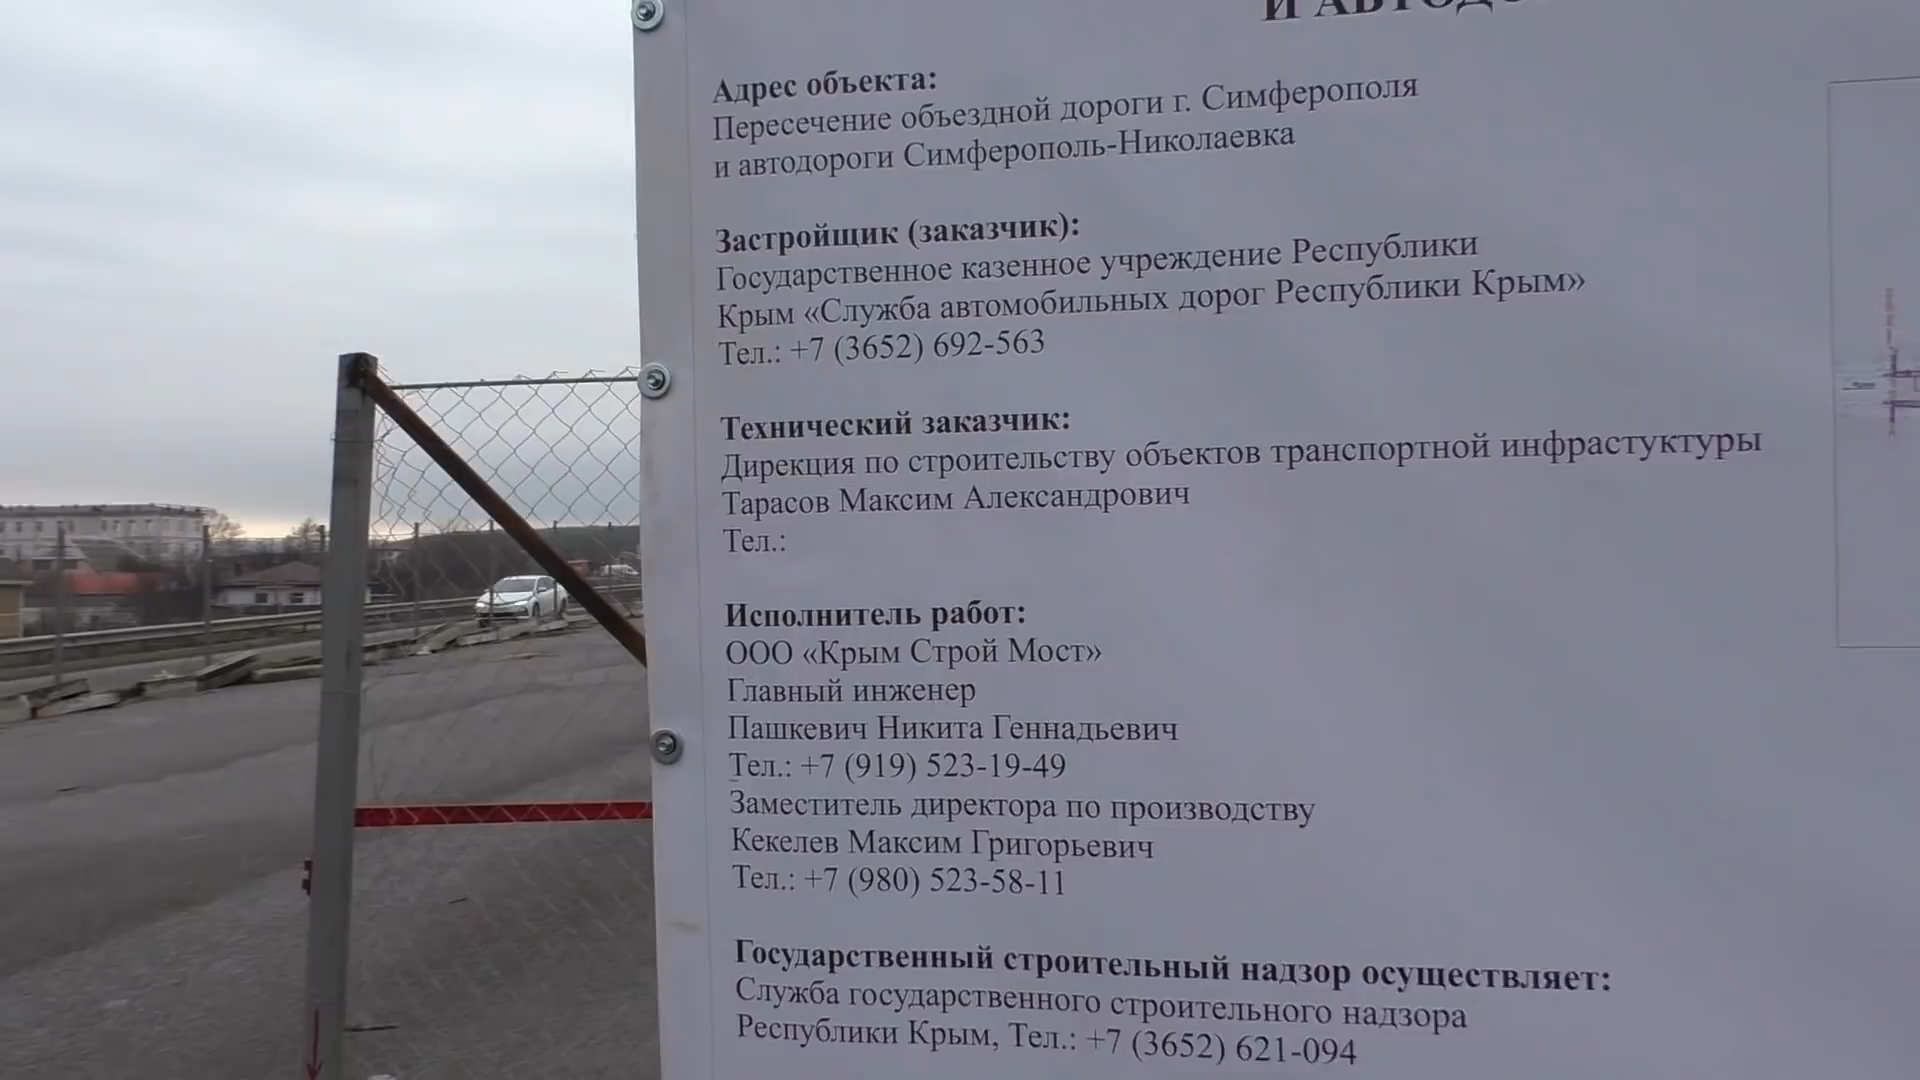 Адрес объекта:
Пересечение объездной дороги г. Симферополя
и автодороги Симферополь-Николаевка
Застройщик (заказчик):
Государственное казенное учреждение Республики
Крым «Служба автомобильных дорог Республики Крым»
Тел.: +7 (3652) 692-563
Технический заказчик:
Дирекция по строительству объектов транспортной инфрастуктуры
Тарасов Максим Александрович
Тел.:
Исполнитель работ:
ООО «Крым Строй Мост»
Главный инженер
Пашкевич Никита Геннадьевич
Тел.: +7 (919) 523-19-49
Заместитель директора по производству
Кекелев Максим Григорьевич
Тел.: +7 (980) 523-58-11
Государственный строительный надзор осуществляет:
Служба государственного строительного надзора
Республики Крым, Тел.: +7 (3652) 621-094